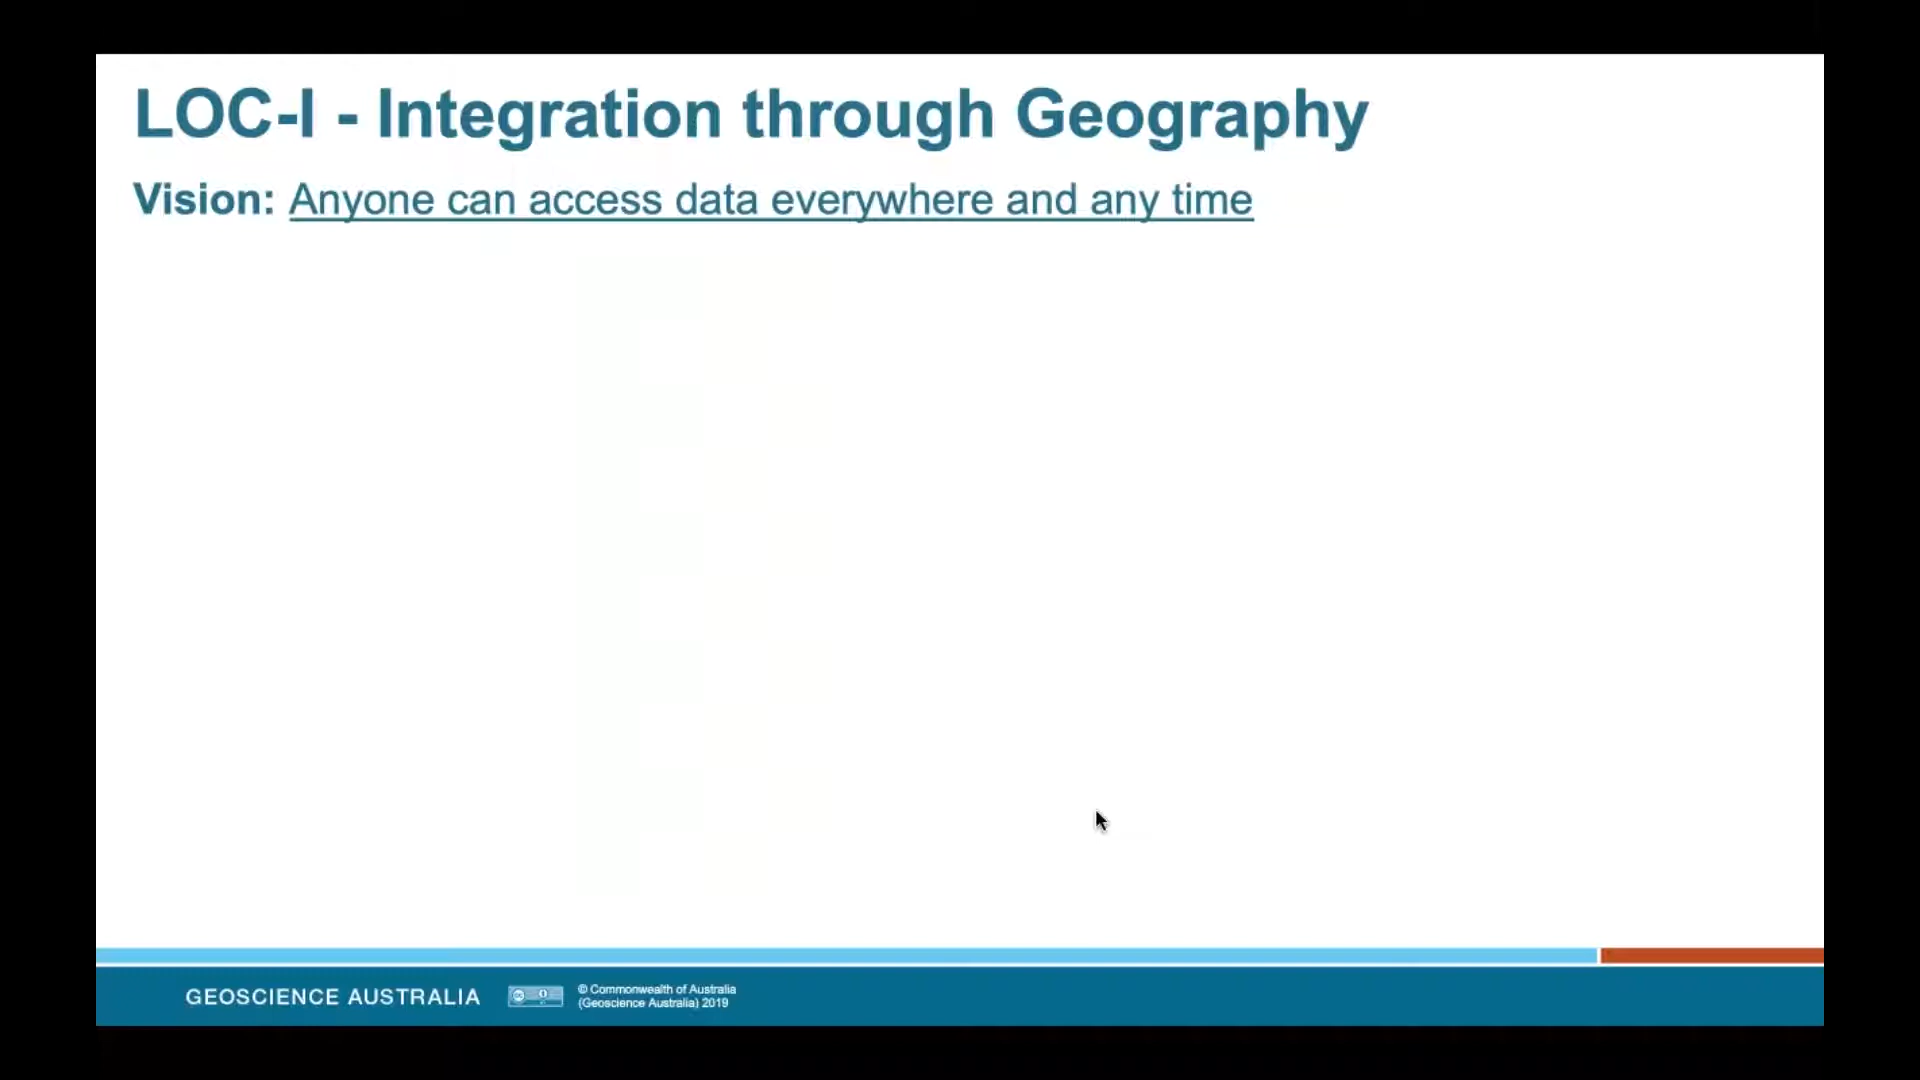 LOC-I - Integration through Geography
Vision: Anyone can access data everywhere and any time
GEOSCIENCE AUSTRALIA
© Commonwealth of Australia
(Geoscience Australia) 2019